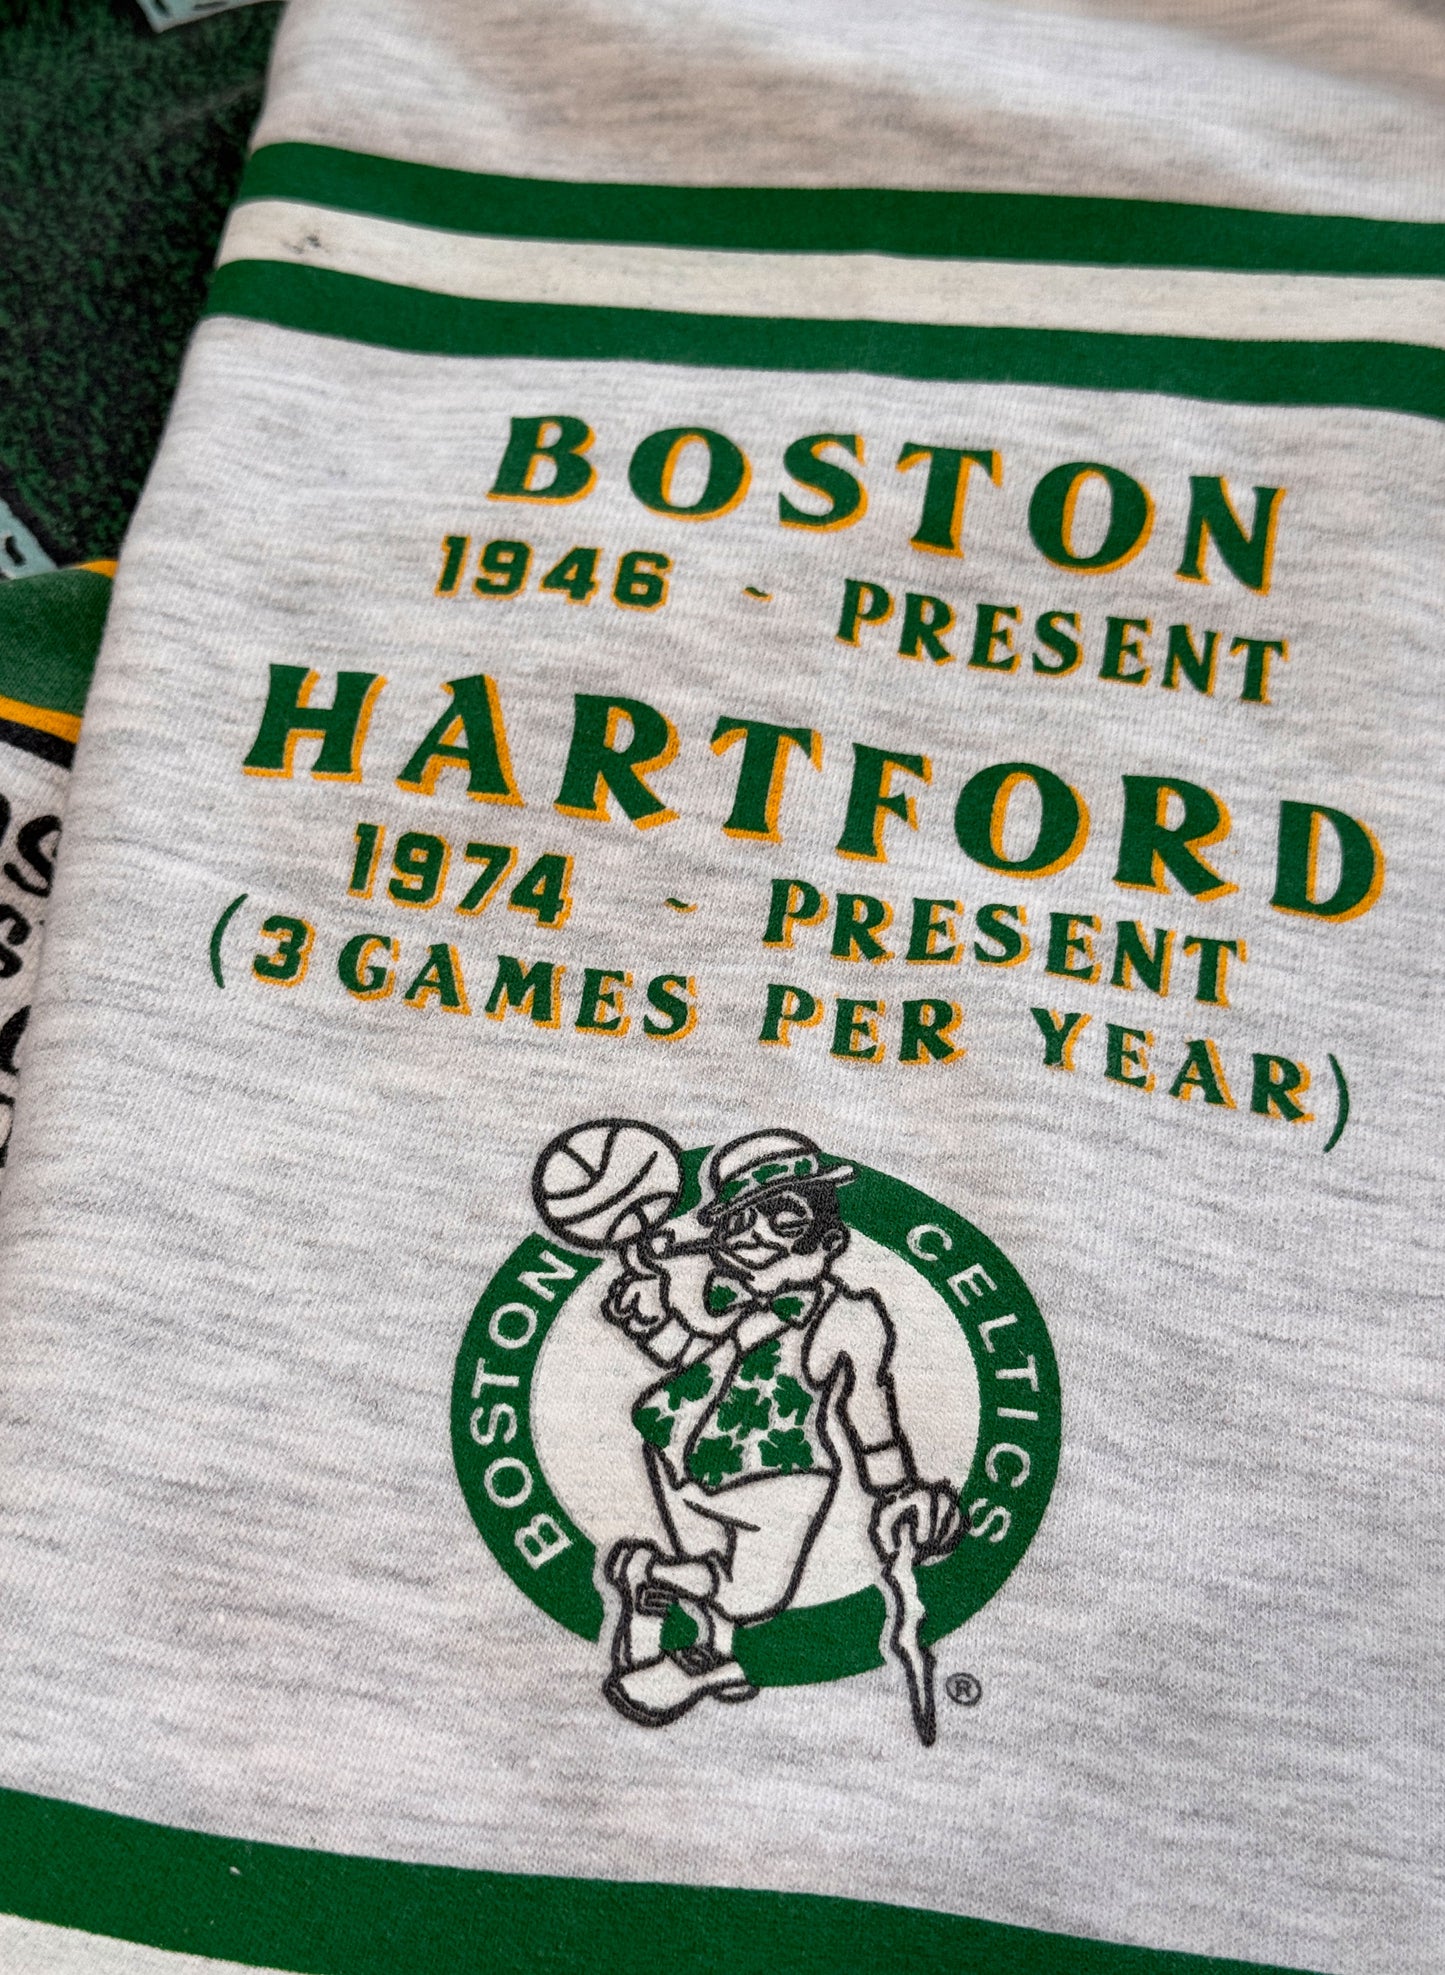 BOSTON
1946 ~ PRESENT
HARTFORD
1974 ~ PRESENT
(3 GAMES PER YEAR)
BOSTON CELTICS
®